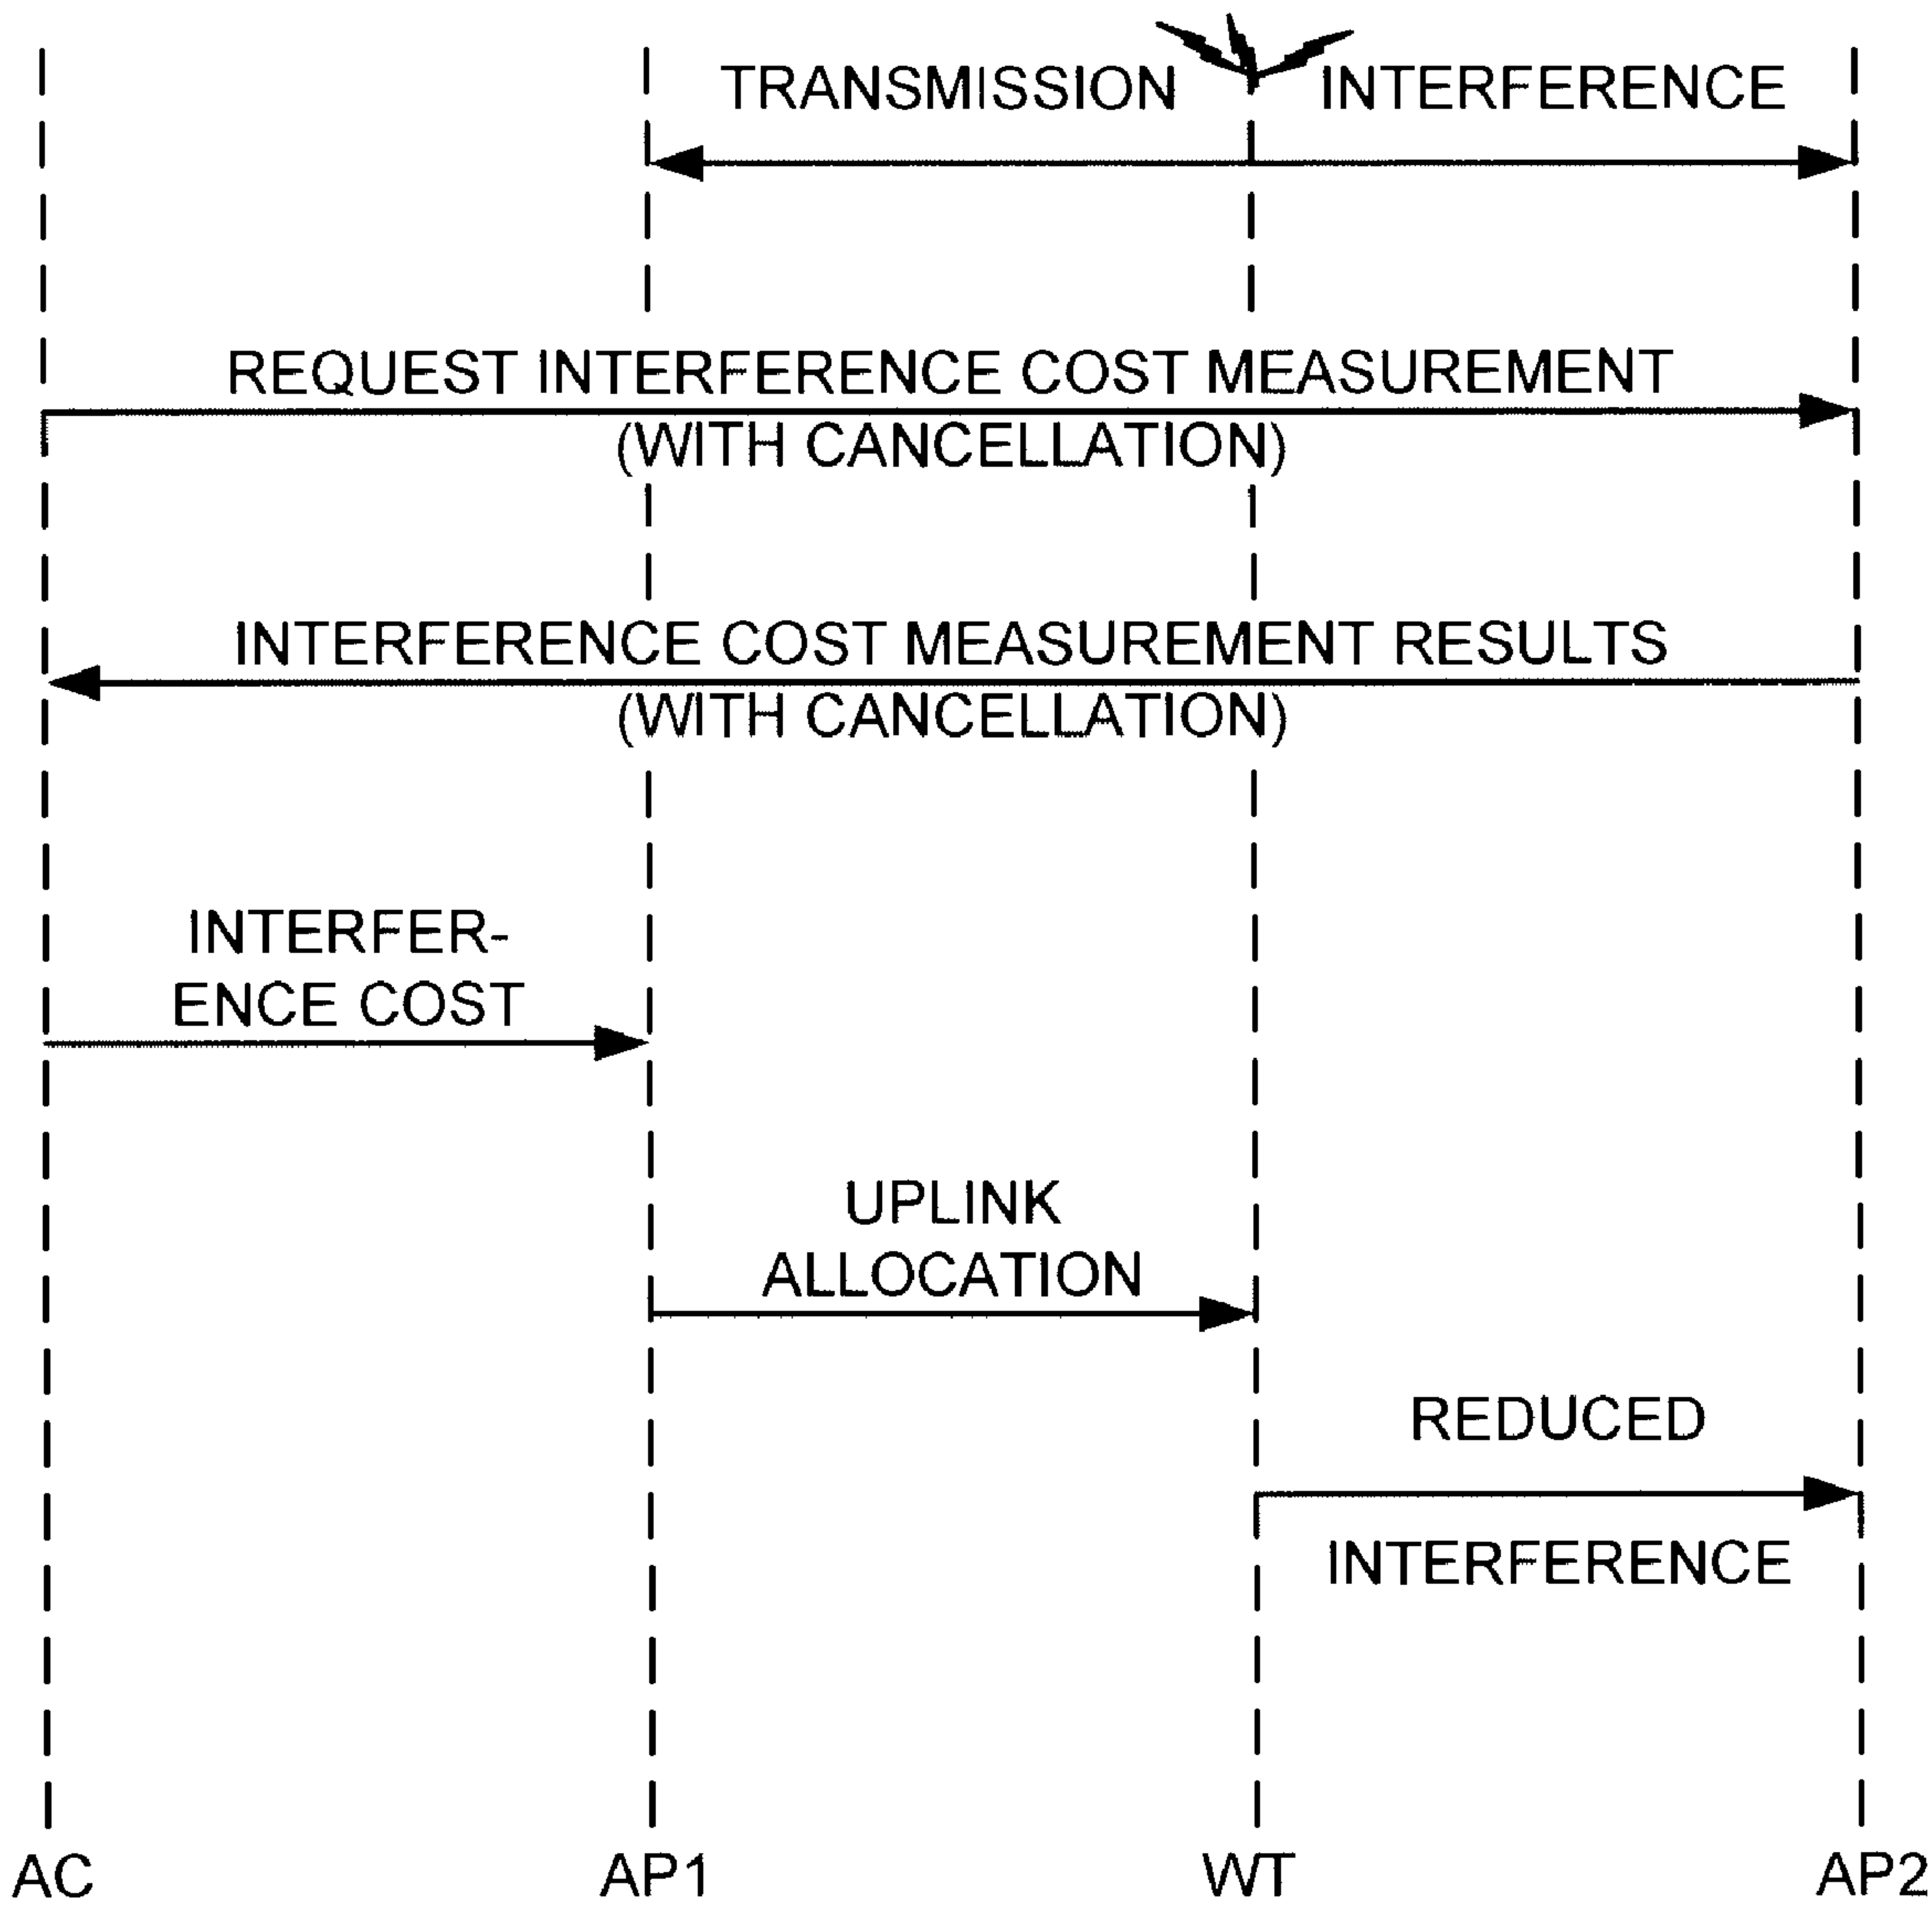 TRANSMISSION INTERFERENCE
REQUEST INTERFERENCE COST MEASUREMENT
(WITH CANCELLATION)
INTERFERENCE COST MEASUREMENT RESULTS
(WITH CANCELLATION)
INTERFER-
ENCE COST
UPLINK
ALLOCATION
REDUCED
INTERFERENCE
AC AP1 WT AP2